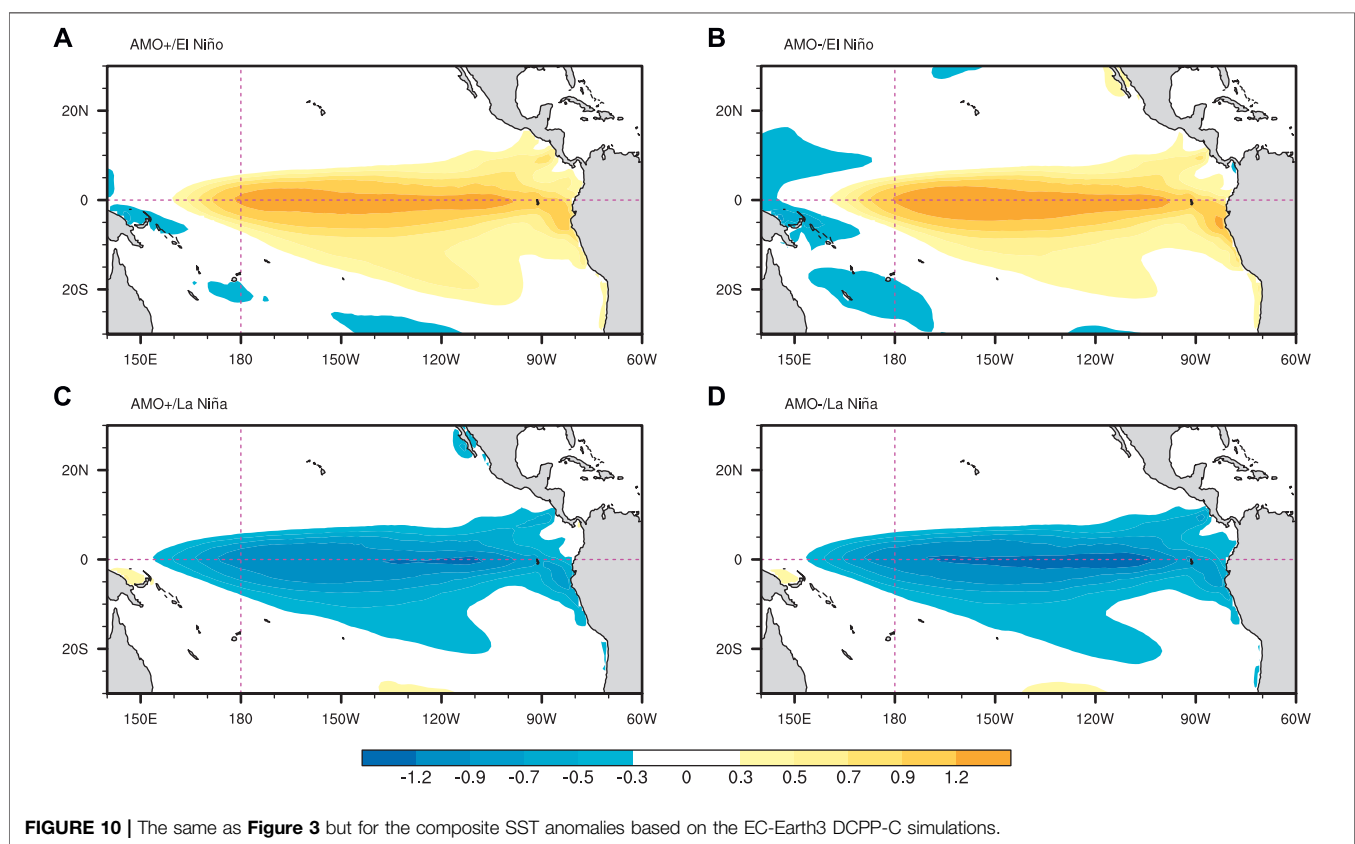 A AMO+/El Niño
B AMO-/El Niño
20N
0
20S
150E 180 150W 120W 90W 60W
20N
0
20S
150E 180 150W 120W 90W 60W
C AMO+/La Niña
D AMO-/La Niña
20N
0
20S
150E 180 150W 120W 90W 60W
20N
0
20S
150E 180 150W 120W 90W 60W
-1.2 -0.9 -0.7 -0.5 -0.3 0 0.3 0.5 0.7 0.9 1.2
FIGURE 10 | The same as Figure 3 but for the composite SST anomalies based on the EC-Earth3 DCPP-C simulations.